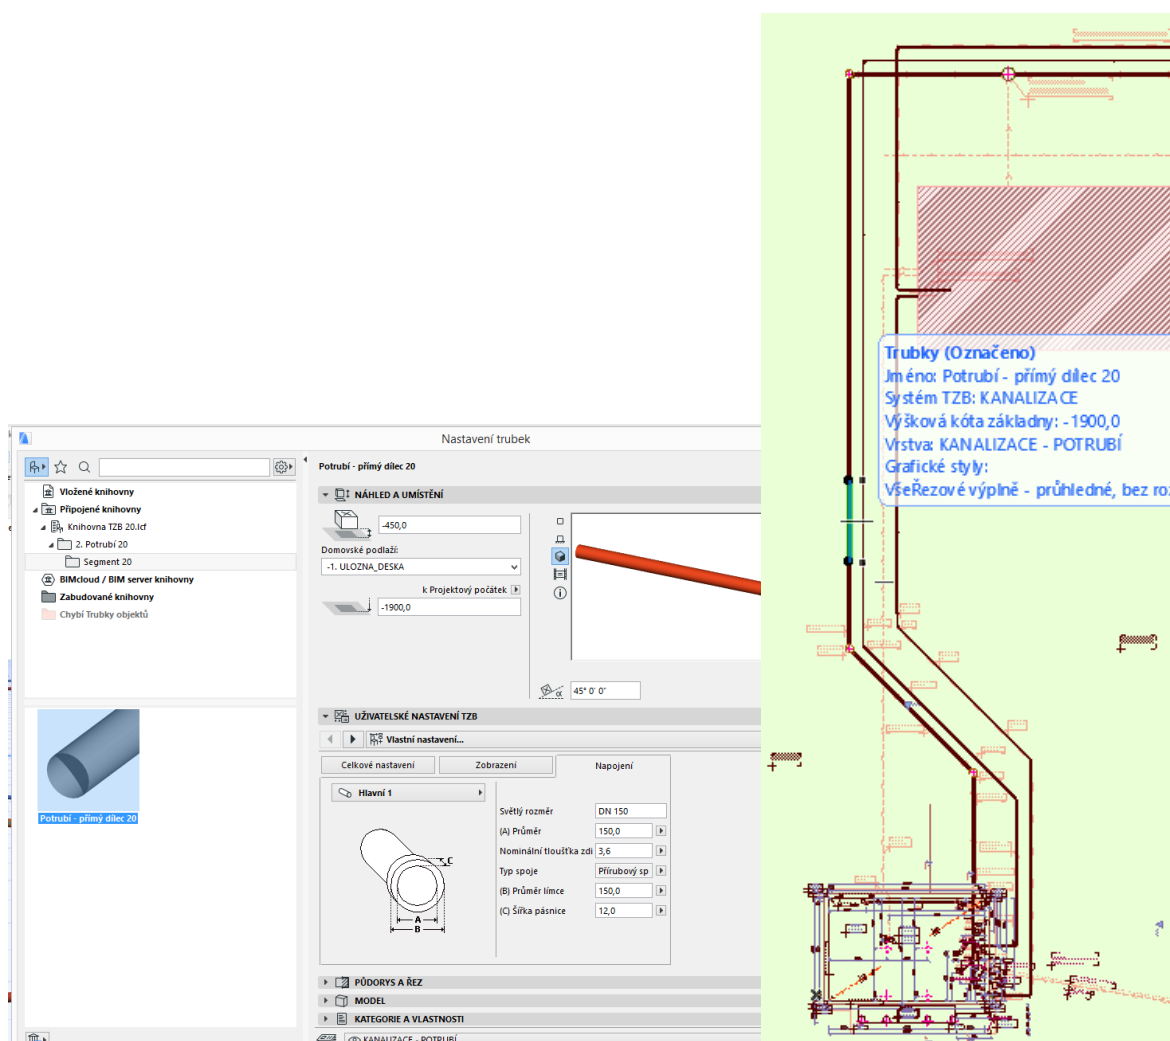 Nastavení trubek
Vložené knihovny
Připojené knihovny
Knihovna TZB 20.lcf
2. Potrubí 20
Segment 20
BIMcloud / BIM server knihovny
Zabudované knihovny
Chybí Trubky objektů
Potrubí - přímý dílec 20
Potrubí - přímý dílec 20
NÁHLED A UMÍSTĚNÍ
-450,0
Domovské podlaží:
-1. ULOZNA_DESKA
k Projektový počátek
-1900,0
α
45° 0' 0"
UŽIVATELSKÉ NASTAVENÍ TZB
Vlastní nastavení...
Celkové nastavení
Zobrazení
Napojení
Hlavní 1
C
A
B
Světlý rozměr
DN 150
(A) Průměr
150,0
Nominální tloušťka zdi
3,6
Typ spoje
Přírubový sp
(B) Průměr límce
150,0
(C) Šířka pásnice
12,0
PŮDORYS A ŘEZ
MODEL
KATEGORIE A VLASTNOSTI
KANALIZACE - POTRUBÍ
Trubky (Označeno)
Jméno: Potrubí - přímý dílec 20
Systém TZB: KANALIZACE
Výšková kóta základny: -1900,0
Vrstva: KANALIZACE - POTRUBÍ
Grafické styly:
VšeŘezové výplně - průhledné, bez roz